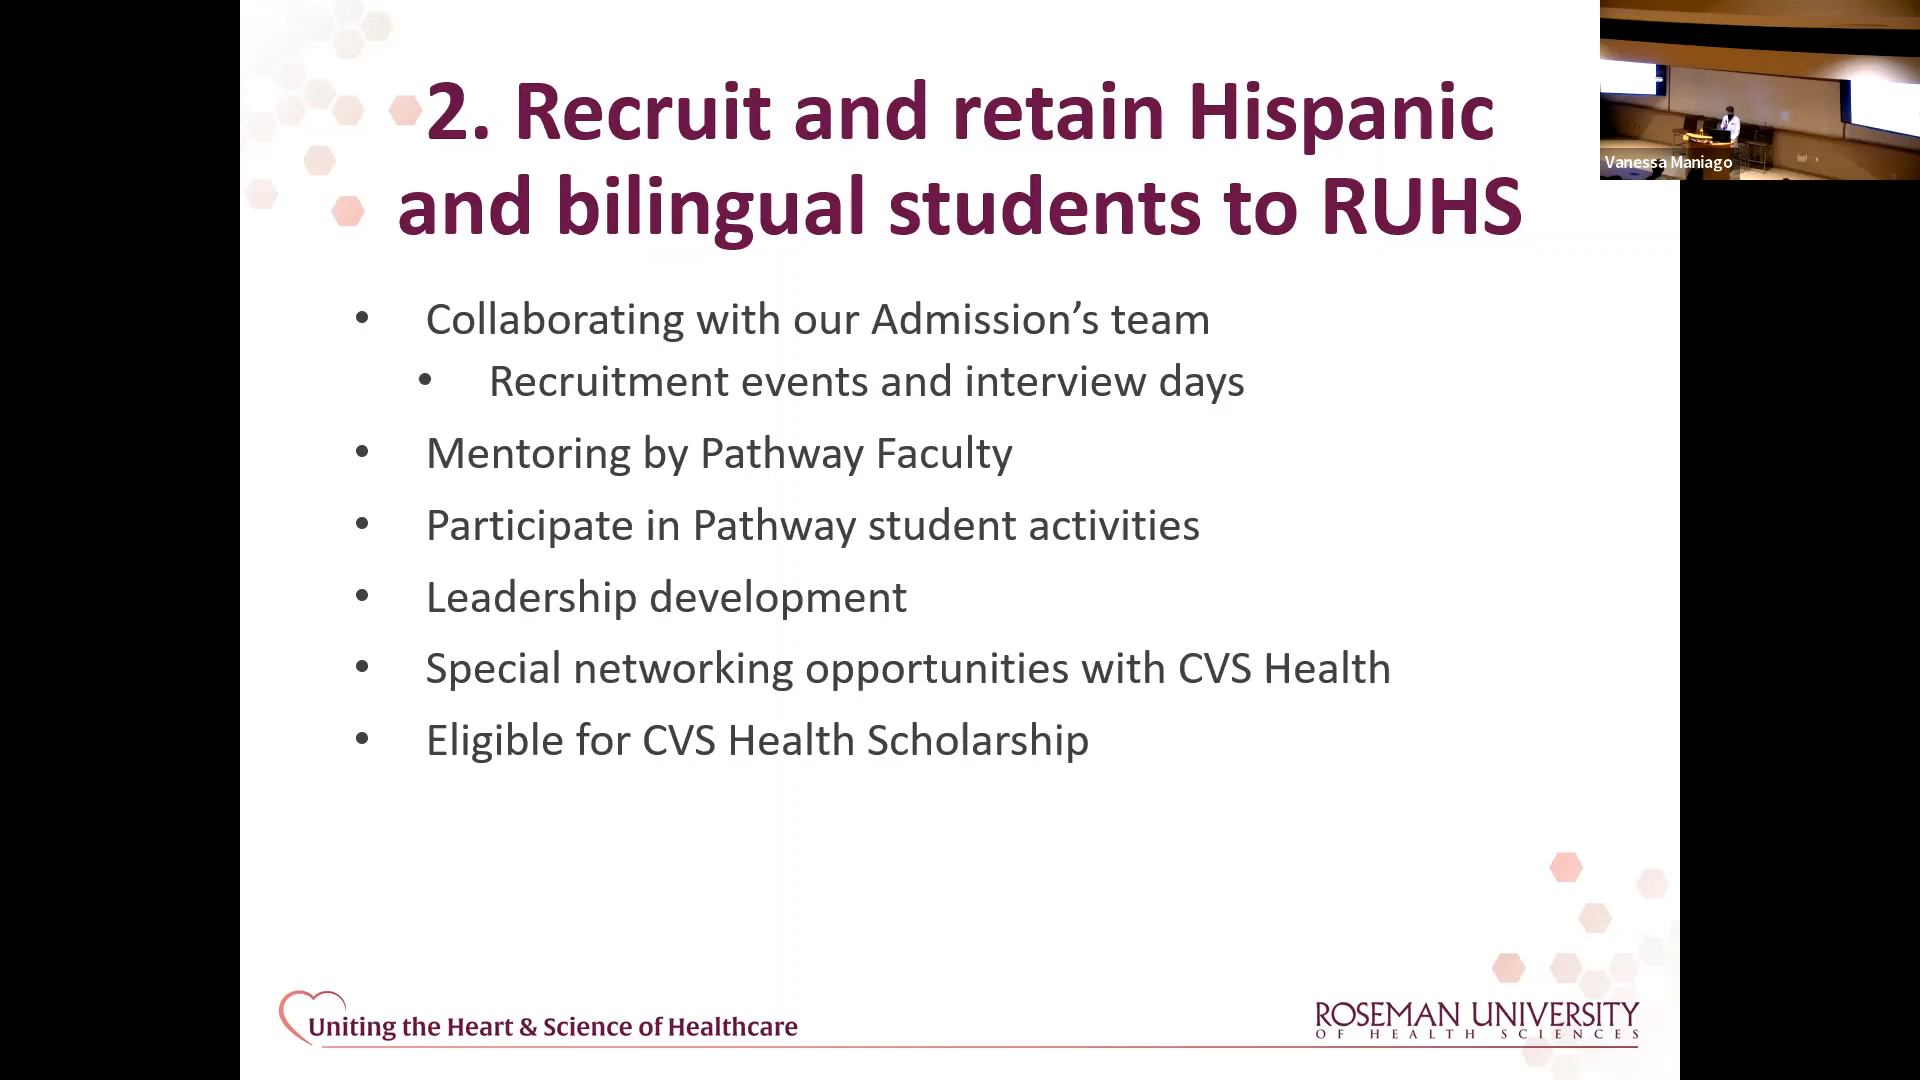 2. Recruit and retain Hispanic
and bilingual students to RUHS
• Collaborating with our Admission’s team
• Recruitment events and interview days
• Mentoring by Pathway Faculty
• Participate in Pathway student activities
• Leadership development
• Special networking opportunities with CVS Health
• Eligible for CVS Health Scholarship
Vanessa Maniago
Uniting the Heart & Science of Healthcare
ROSEMAN UNIVERSITY
OF HEALTH SCIENCES